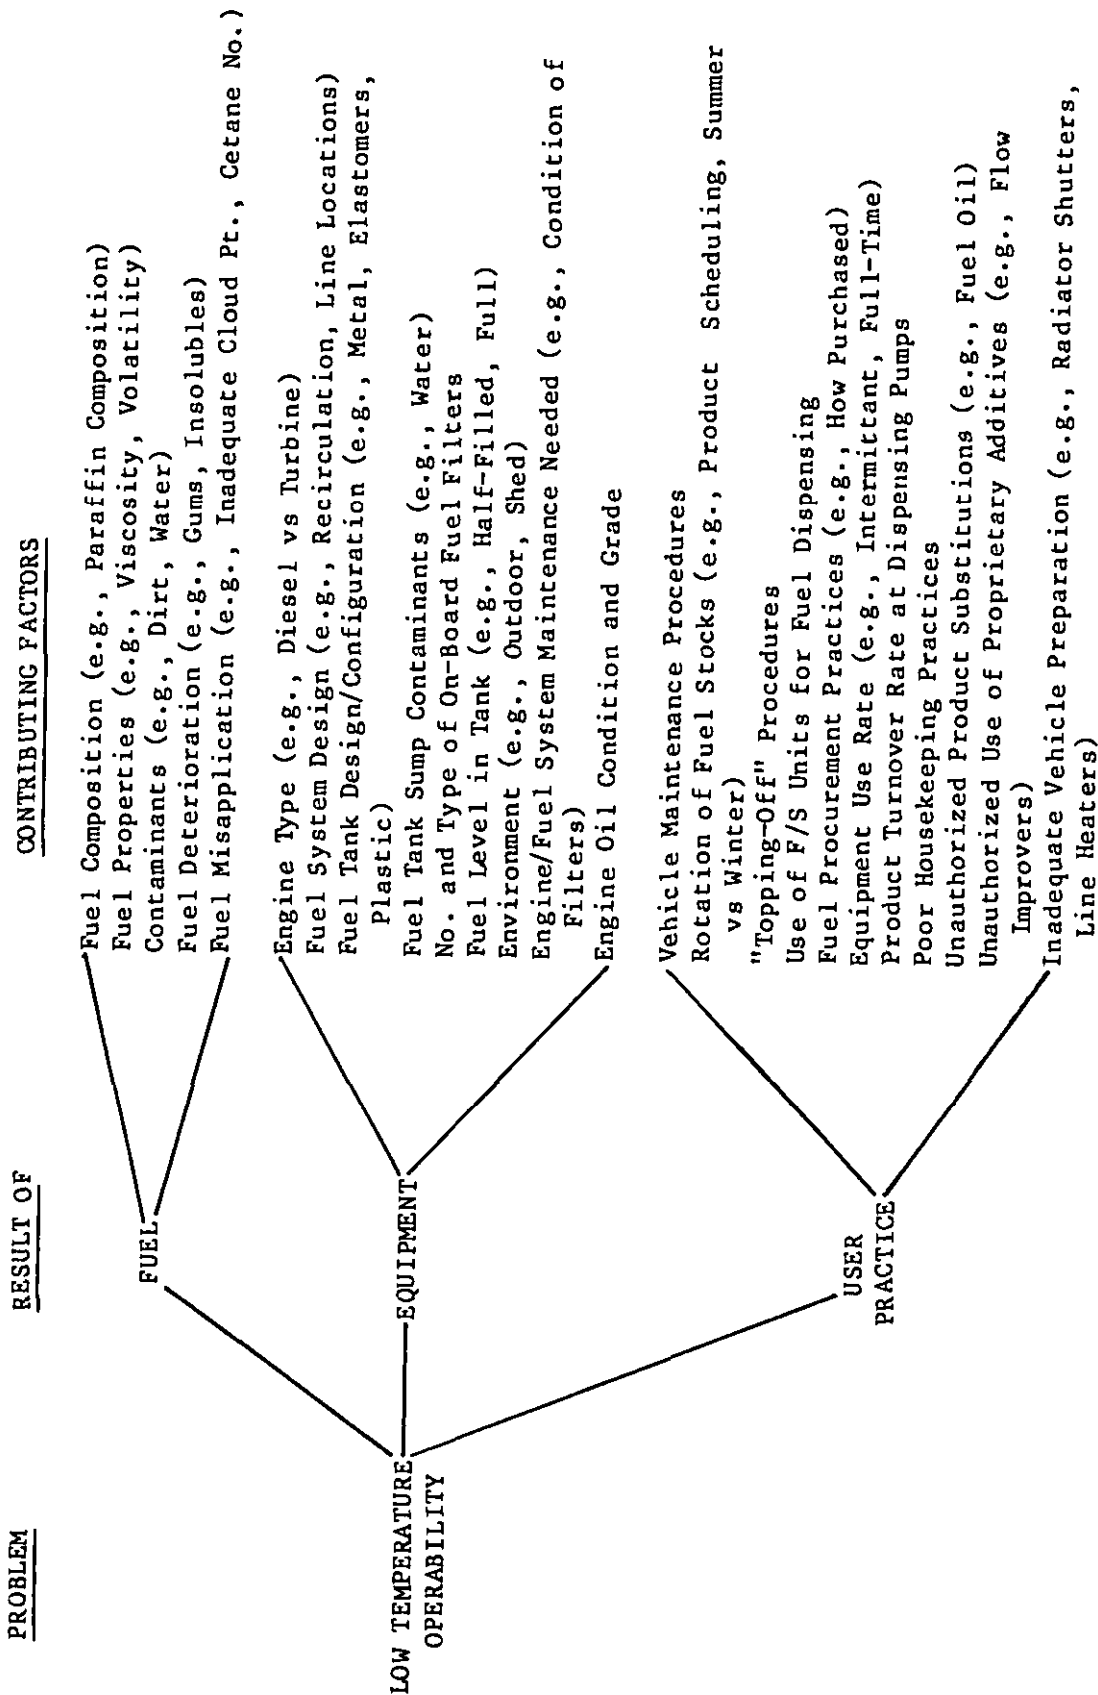 PROBLEM
RESULT OF
CONTRIBUTING FACTORS
LOW TEMPERATURE
OPERABILITY
FUEL
Fuel Composition (e.g., Paraffin Composition)
Fuel Properties (e.g., Viscosity, Volatility)
Contaminants (e.g., Dirt, Water)
Fuel Deterioration (e.g., Gums, Insolubles)
Fuel Misapplication (e.g., Inadequate Cloud Pt., Cetane No.)
EQUIPMENT
Engine Type (e.g., Diesel vs Turbine)
Fuel System Design (e.g., Recirculation, Line Locations)
Fuel Tank Design/Configuration (e.g., Metal, Elastomers,
Plastic)
Fuel Tank Sump Contaminants (e.g., Water)
No. and Type of On-Board Fuel Filters
Fuel Level in Tank (e.g., Half-Filled, Full)
Environment (e.g., Outdoor, Shed)
Engine/Fuel System Maintenance Needed (e.g., Condition of
Filters)
Engine Oil Condition and Grade
USER
PRACTICE
Vehicle Maintenance Procedures
Rotation of Fuel Stocks (e.g., Product Scheduling, Summer
vs Winter)
"Topping-Off" Procedures
Use of F/S Units for Fuel Dispensing
Fuel Procurement Practices (e.g., How Purchased)
Equipment Use Rate (e.g., Intermittant, Full-Time)
Product Turnover Rate at Dispensing Pumps
Poor Housekeeping Practices
Unauthorized Product Substitutions (e.g., Fuel Oil)
Unauthorized Use of Proprietary Additives (e.g., Flow
Improvers)
Inadequate Vehicle Preparation (e.g., Radiator Shutters,
Line Heaters)